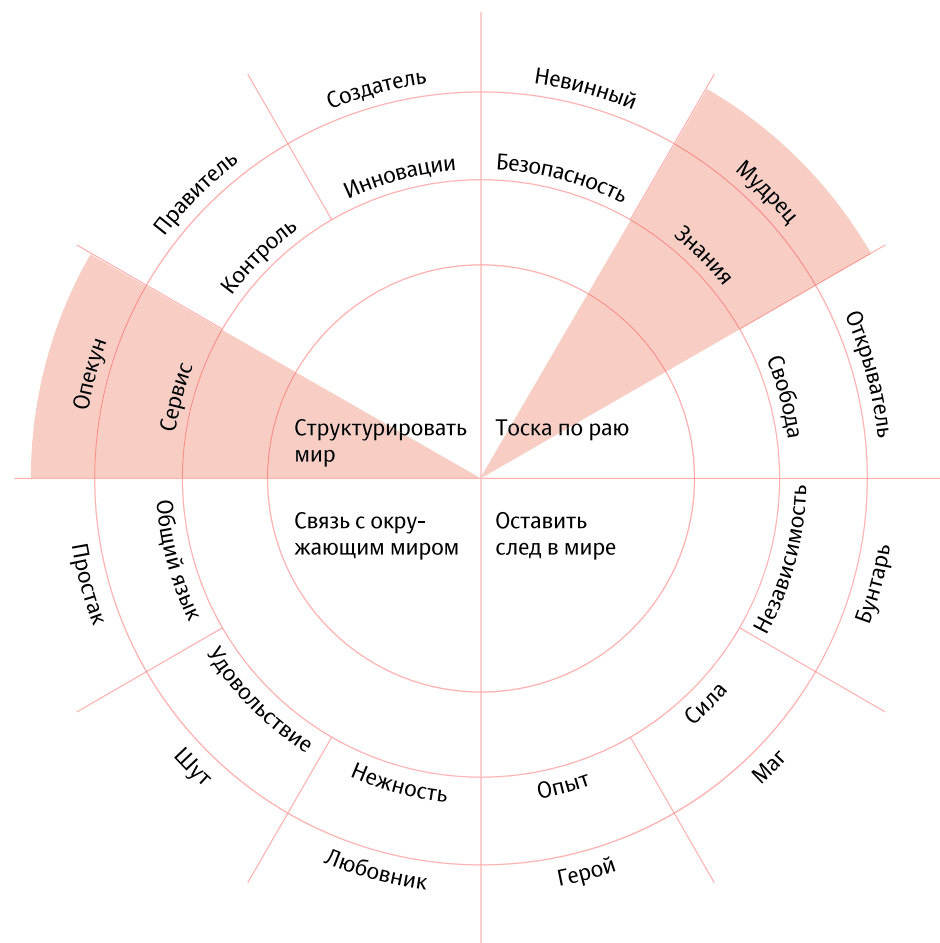 Создатель
Невинный
Правитель
Мудрец
Инновации
Безопасность
Контроль
Знания
Опекун
Сервис
Свобода
Открыватель
Структурировать
мир
Тоска по раю
Связь с окру-
жающим миром
Оставить
след в мире
Простак
Общий язык
Независимость
Бунтарь
Удовольствие
Сила
Шут
Нежность
Опыт
Маг
Любовник
Герой